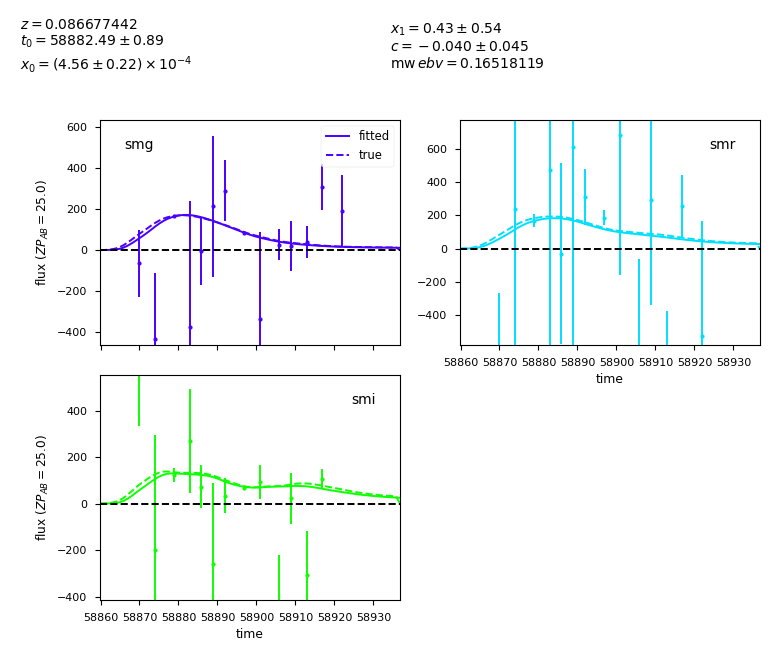 z = 0.086677442
t₀ = 58882.49 ± 0.89
x₀ = (4.56 ± 0.22) × 10⁻⁴
x₁ = 0.43 ± 0.54
c = −0.040 ± 0.045
mw ebv = 0.16518119
smg
fitted
true
flux (ZP_AB = 25.0)
600
400
200
0
−200
−400
smr
600
400
200
0
−200
−400
58860 58870 58880 58890 58900 58910 58920 58930
time
smi
flux (ZP_AB = 25.0)
400
200
0
−200
−400
58860 58870 58880 58890 58900 58910 58920 58930
time